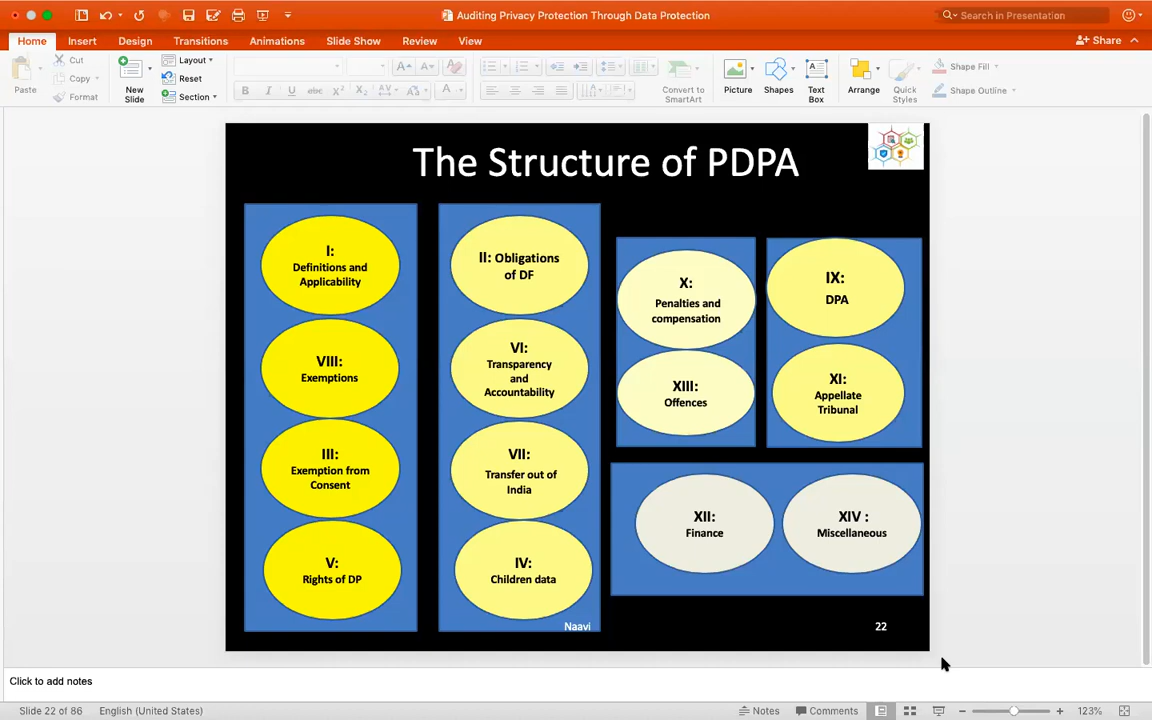 Auditing Privacy Protection Through Data Protection
Search in Presentation
Home Insert Design Transitions Animations Slide Show Review View
Share
Paste
Cut
Copy
Format
New
Slide
Layout
Reset
Section
B I U abc X² X₂ AV Aa A
Convert to
SmartArt
Picture
Shapes
Text
Box
Arrange
Quick
Styles
Shape Fill
Shape Outline
The Structure of PDPA
I:
Definitions and
Applicability
VIII:
Exemptions
III:
Exemption from
Consent
V:
Rights of DP
II: Obligations
of DF
VI:
Transparency
and
Accountability
VII:
Transfer out of
India
IV:
Children data
X:
Penalties and
compensation
XIII:
Offences
IX:
DPA
XI:
Appellate
Tribunal
XII:
Finance
XIV :
Miscellaneous
Naavi
22
Click to add notes
Slide 22 of 86
English (United States)
Notes
Comments
123%